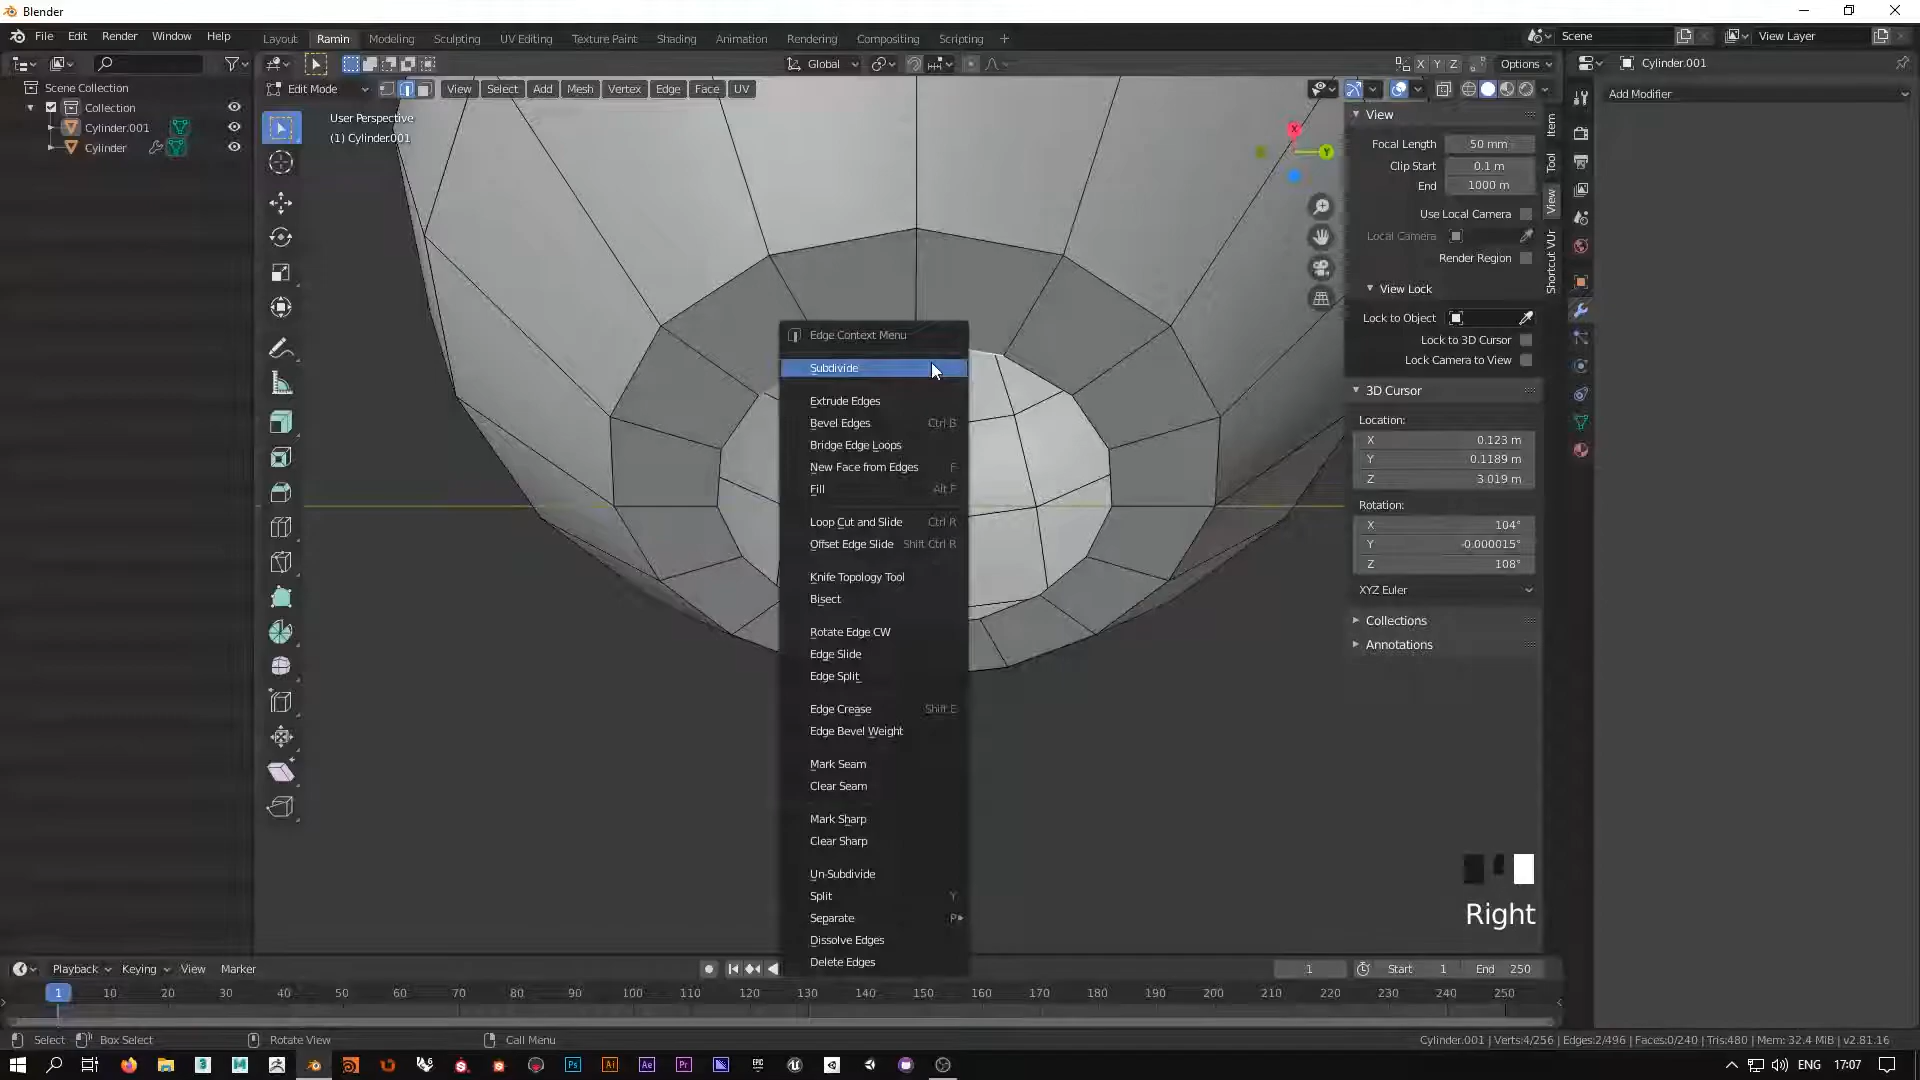 Blender
File Edit Render Window Help
Layout Ramin Modeling Sculpting UV Editing Texture Paint Shading Animation Rendering Compositing Scripting
Scene
View Layer
Global
X Y Z
Options
Cylinder.001
Scene Collection
Collection
Cylinder.001
Cylinder
Edit Mode
View Select Add Mesh Vertex Edge Face UV
User Perspective
(1) Cylinder.001
X
Y
Add Modifier
View
Focal Length 50 mm
Clip Start 0.1 m
End 1000 m
Use Local Camera
Local Camera
Render Region
View Lock
Lock to Object
Lock to 3D Cursor
Lock Camera to View
3D Cursor
Location:
X 0.123 m
Y 0.1189 m
Z 3.019 m
Rotation:
X 104°
Y -0.000015°
Z 108°
XYZ Euler
Collections
Annotations
Item
Tool
View
Shortcut VUr
Edge Context Menu
Subdivide
Extrude Edges
Bevel Edges Ctrl B
Bridge Edge Loops
New Face from Edges F
Fill Alt F
Loop Cut and Slide Ctrl R
Offset Edge Slide Shift Ctrl R
Knife Topology Tool
Bisect
Rotate Edge CW
Edge Slide
Edge Split
Edge Crease Shift E
Edge Bevel Weight
Mark Seam
Clear Seam
Mark Sharp
Clear Sharp
Un-Subdivide
Split Y
Separate P
Dissolve Edges
Delete Edges
Right
Playback Keying View Marker
1 Start 1 End 250
1 10 20 30 40 50 60 70 80 90 100 110 120 130 140 150 160 170 180 190 200 210 220 230 240 250
Select Box Select Rotate View Call Menu
Cylinder.001 | Verts:4/256 | Edges:2/496 | Faces:0/240 | Tris:480 | Mem: 32.4 MiB | v2.81.16
3 M Ps Ai Ae Pr EPIC
ENG 17:07